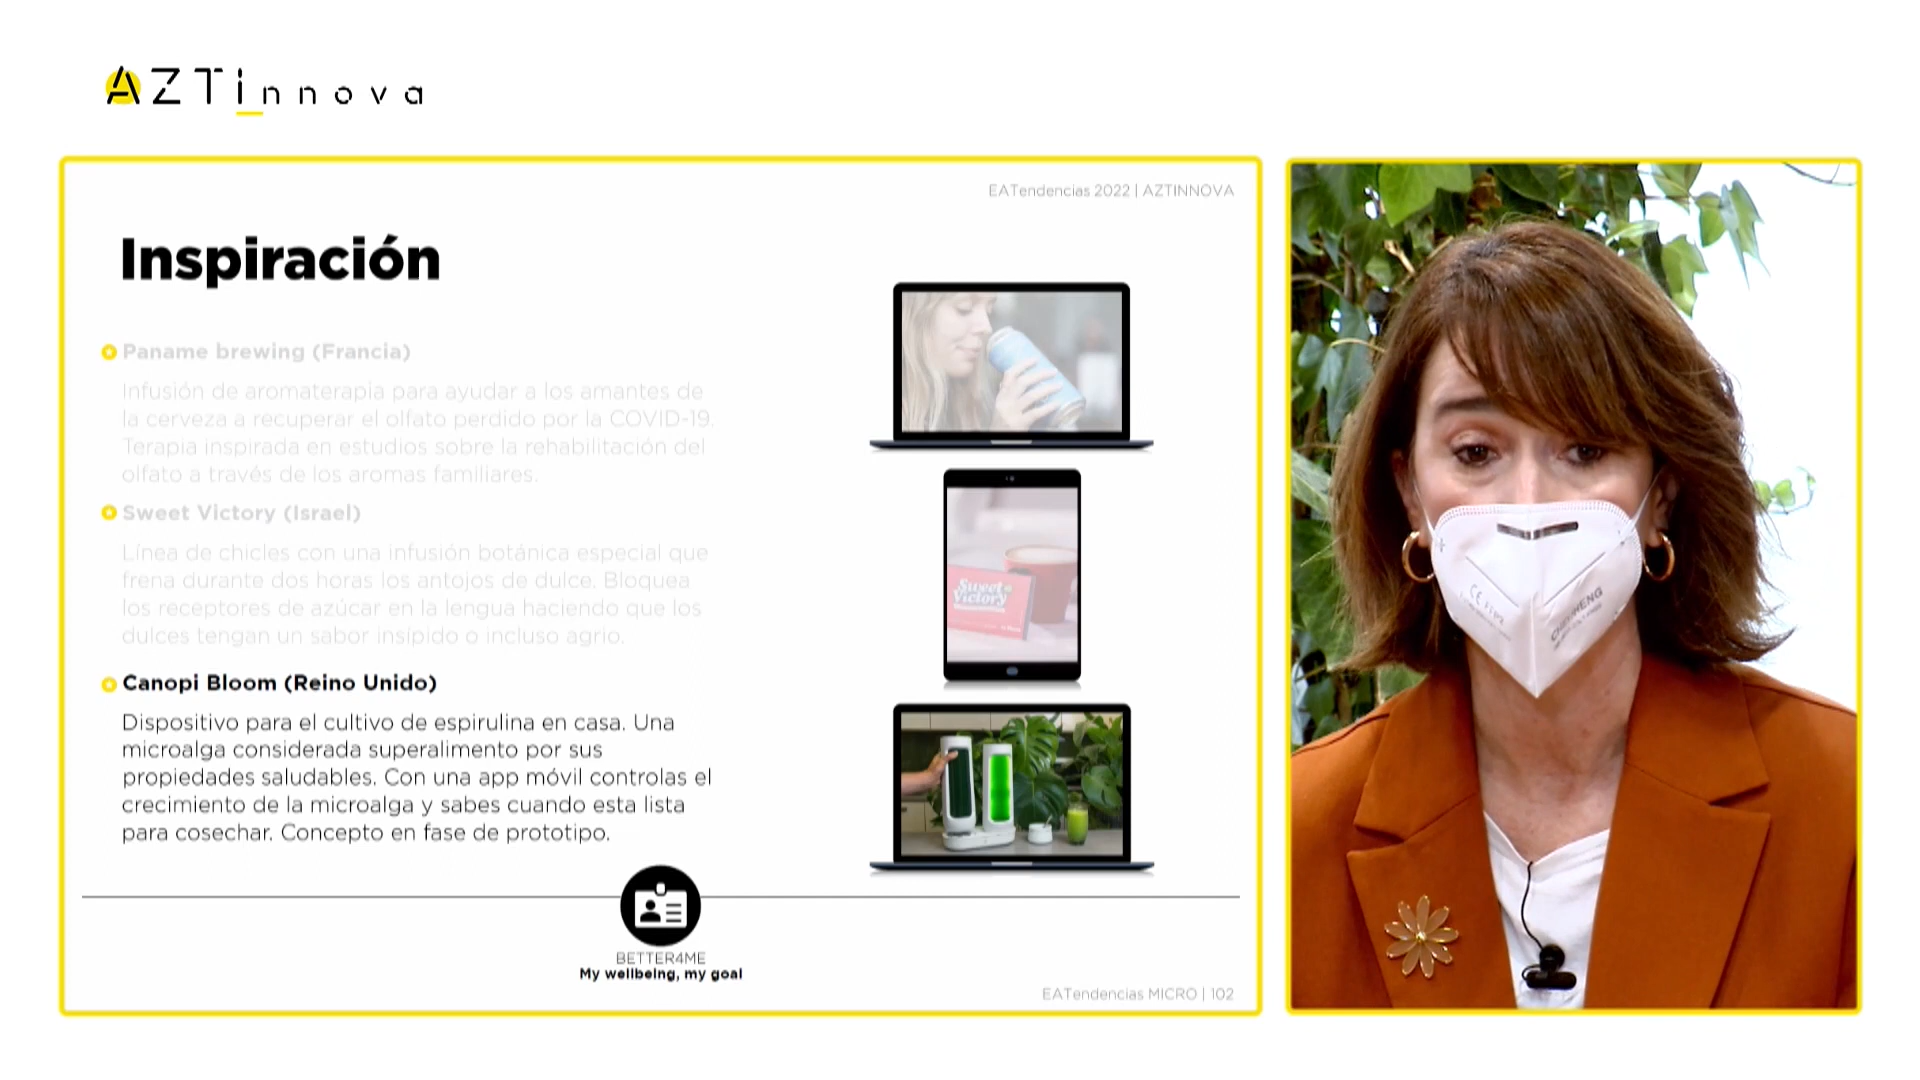 AZTInnova
EATendencias 2022 | AZTINNOVA
Inspiración
Paname brewing (Francia)
Infusión de aromaterapia para ayudar a los amantes de
la cerveza a recuperar el olfato perdido por la COVID-19.
Terapia inspirada en estudios sobre la rehabilitación del
olfato a través de los aromas familiares.
Sweet Victory (Israel)
Línea de chicles con una infusión botánica especial que
frena durante dos horas los antojos de dulce. Bloquea
los receptores de azúcar en la lengua haciendo que los
dulces tengan un sabor insípido o incluso agrio.
Canopi Bloom (Reino Unido)
Dispositivo para el cultivo de espirulina en casa. Una
microalga considerada superalimento por sus
propiedades saludables. Con una app móvil controlas el
crecimiento de la microalga y sabes cuando esta lista
para cosechar. Concepto en fase de prototipo.
Sweet
Victory
BETTER4ME
My wellbeing, my goal
EATendencias MICRO | 102
CE FFP2